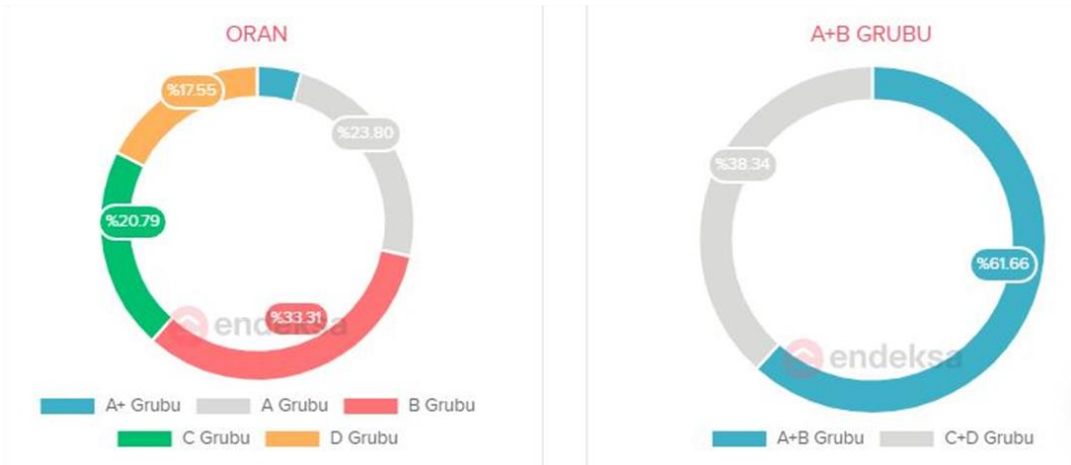 ORAN
%17.55
%23.80
%20.79
%33.31
endeksa
A+ Grubu A Grubu B Grubu
C Grubu D Grubu
A+B GRUBU
%38.34
%61.66
endeksa
A+B Grubu C+D Grubu